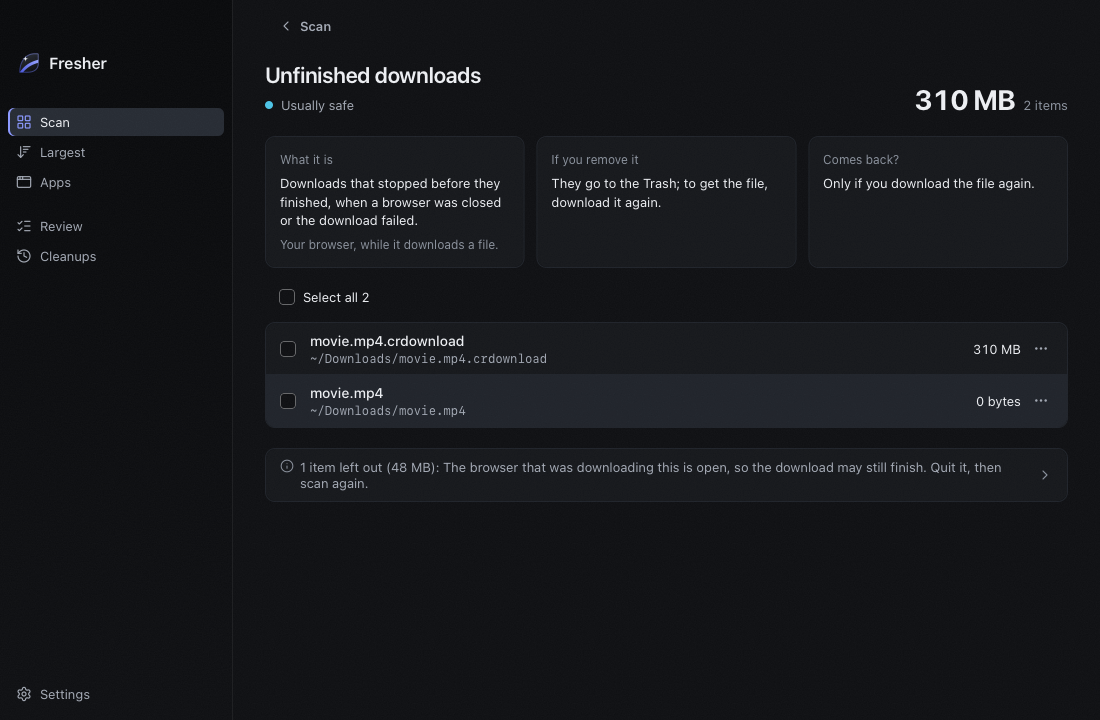 Scan
Fresher
Unfinished downloads
Usually safe
310 MB 2 items
Scan
Largest
Apps
Review
Cleanups
What it is
Downloads that stopped before they
finished, when a browser was closed
or the download failed.
Your browser, while it downloads a file.
If you remove it
They go to the Trash; to get the file,
download it again.
Comes back?
Only if you download the file again.
Select all 2
movie.mp4.crdownload
~/Downloads/movie.mp4.crdownload
310 MB
movie.mp4
~/Downloads/movie.mp4
0 bytes
1 item left out (48 MB): The browser that was downloading this is open, so the download may still finish. Quit it, then
scan again.
Settings